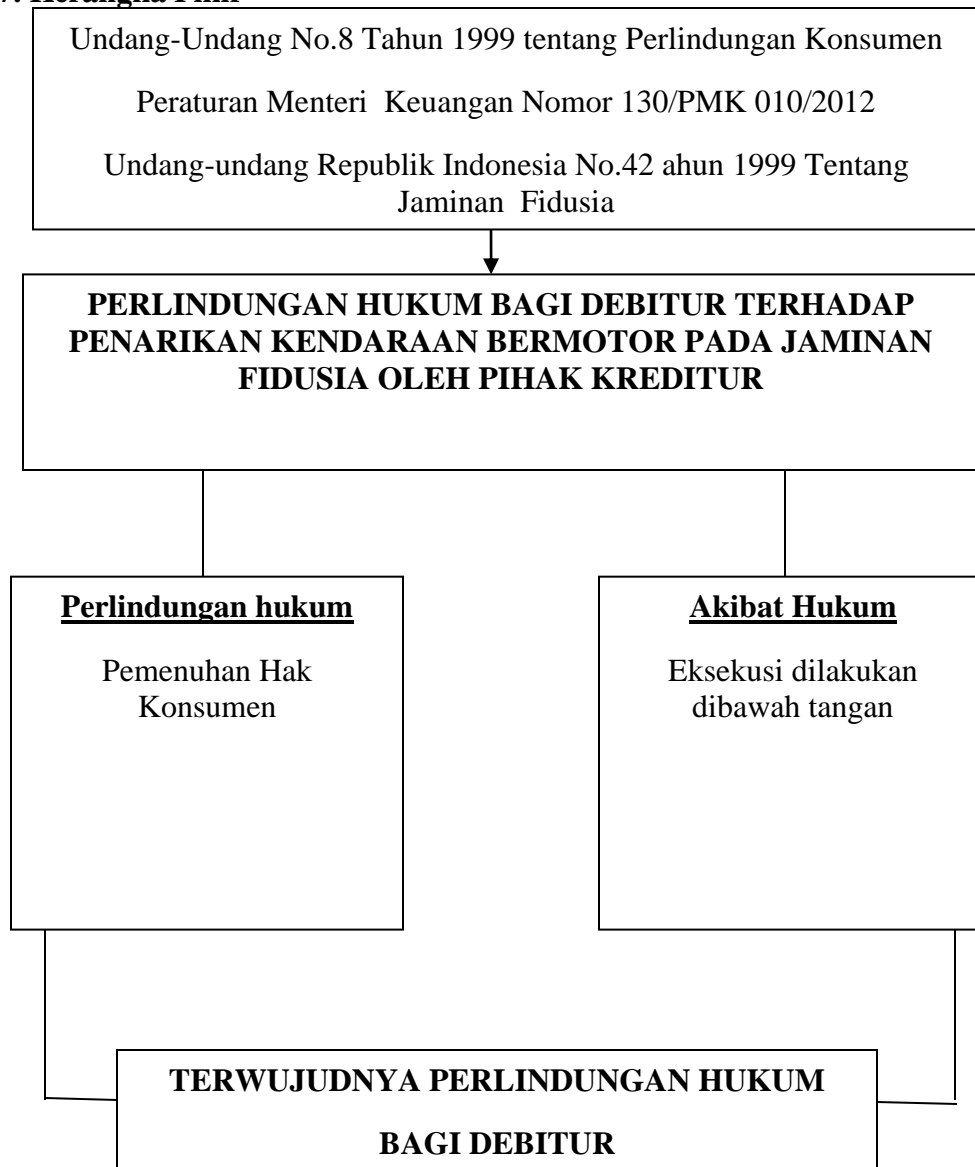 Undang-Undang No.8 Tahun 1999 tentang Perlindungan Konsumen
Peraturan Menteri Keuangan Nomor 130/PMK 010/2012
Undang-undang Republik Indonesia No.42 ahun 1999 Tentang
Jaminan Fidusia
PERLINDUNGAN HUKUM BAGI DEBITUR TERHADAP
PENARIKAN KENDARAAN BERMOTOR PADA JAMINAN
FIDUSIA OLEH PIHAK KREDITUR
Perlindungan hukum
Pemenuhan Hak
Konsumen
Akibat Hukum
Eksekusi dilakukan
dibawah tangan
TERWUJUDNYA PERLINDUNGAN HUKUM
BAGI DEBITUR